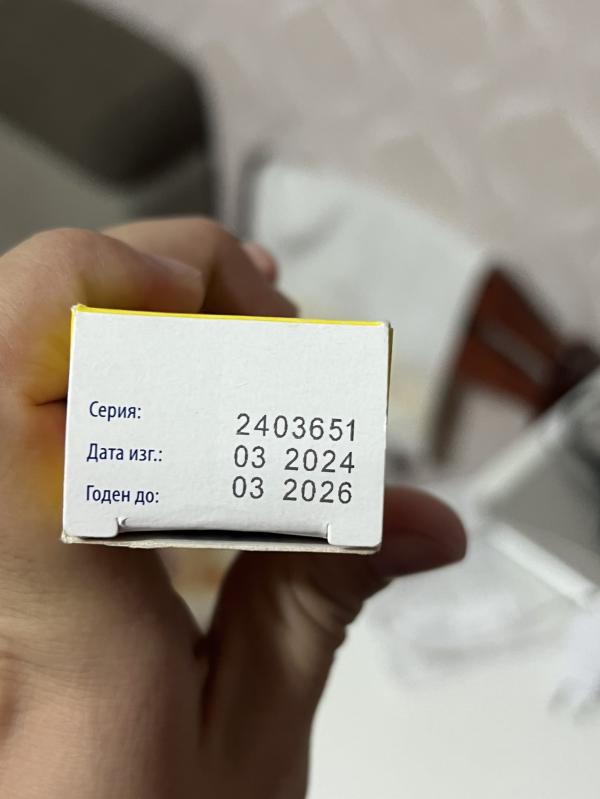 Серия: 2403651
Дата изг.: 03 2024
Годен до: 03 2026